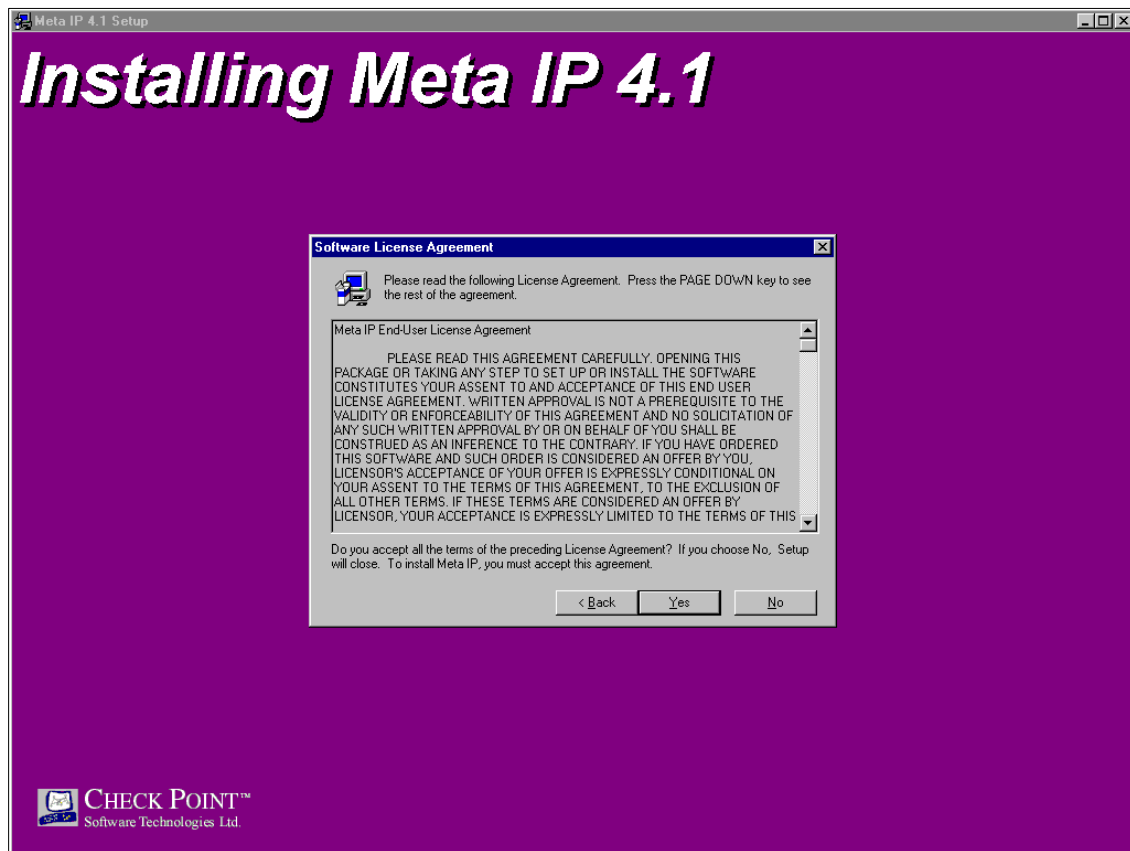 Meta IP 4.1 Setup
Installing Meta IP 4.1
Software License Agreement
Please read the following License Agreement.  Press the PAGE DOWN key to see
the rest of the agreement.
Meta IP End-User License Agreement
PLEASE READ THIS AGREEMENT CAREFULLY. OPENING THIS
PACKAGE OR TAKING ANY STEP TO SET UP OR INSTALL THE SOFTWARE
CONSTITUTES YOUR ASSENT TO AND ACCEPTANCE OF THIS END USER
LICENSE AGREEMENT. WRITTEN APPROVAL IS NOT A PREREQUISITE TO THE
VALIDITY OR ENFORCEABILITY OF THIS AGREEMENT AND NO SOLICITATION OF
ANY SUCH WRITTEN APPROVAL BY OR ON BEHALF OF YOU SHALL BE
CONSTRUED AS AN INFERENCE TO THE CONTRARY. IF YOU HAVE ORDERED
THIS SOFTWARE AND SUCH ORDER IS CONSIDERED AN OFFER BY YOU,
LICENSOR'S ACCEPTANCE OF YOUR OFFER IS EXPRESSLY CONDITIONAL ON
YOUR ASSENT TO THE TERMS OF THIS AGREEMENT, TO THE EXCLUSION OF
ALL OTHER TERMS. IF THESE TERMS ARE CONSIDERED AN OFFER BY
LICENSOR, YOUR ACCEPTANCE IS EXPRESSLY LIMITED TO THE TERMS OF THIS
Do you accept all the terms of the preceding License Agreement?  If you choose No,  Setup
will close.  To install Meta IP, you must accept this agreement.
< Back
Yes
No
CHECK POINT™
Software Technologies Ltd.